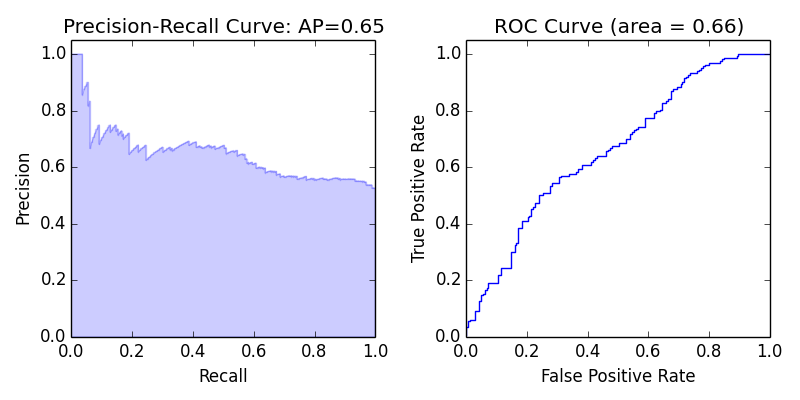 Precision-Recall Curve: AP=0.65
1.0
0.8
0.6
0.4
0.2
0.0
Precision
0.0 0.2 0.4 0.6 0.8 1.0
Recall
ROC Curve (area = 0.66)
1.0
0.8
0.6
0.4
0.2
0.0
True Positive Rate
0.0 0.2 0.4 0.6 0.8 1.0
False Positive Rate